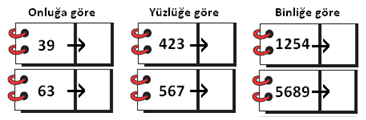 Onluğa göre Yüzlüğe göre Binliğe göre
39 → 423 → 1254 →
63 → 567 → 5689 →